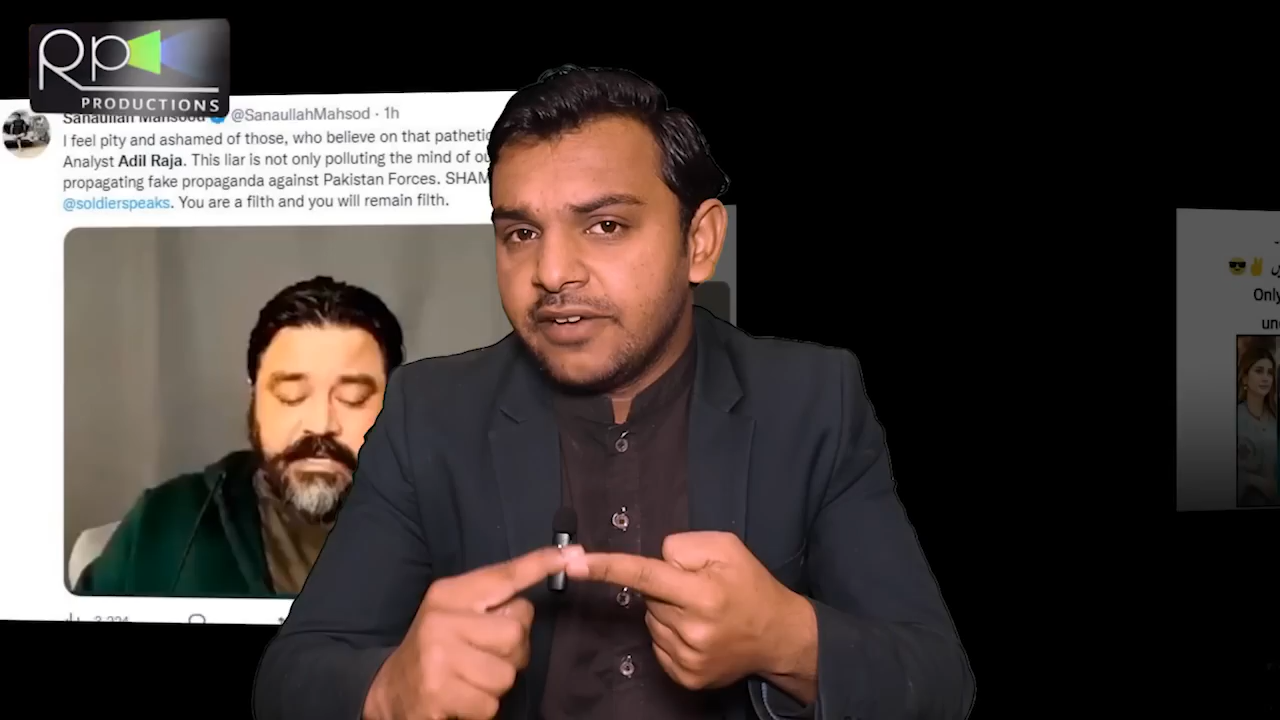 Rp
PRODUCTIONS
Sanaullah Mahsood @SanaullahMahsod · 1h
I feel pity and ashamed of those, who believe on that pathetic
Analyst Adil Raja. This liar is not only polluting the mind of
propagating fake propaganda against Pakistan Forces.
@soldierspeaks. You are a filth and you will remain filth.
😎✌
Only